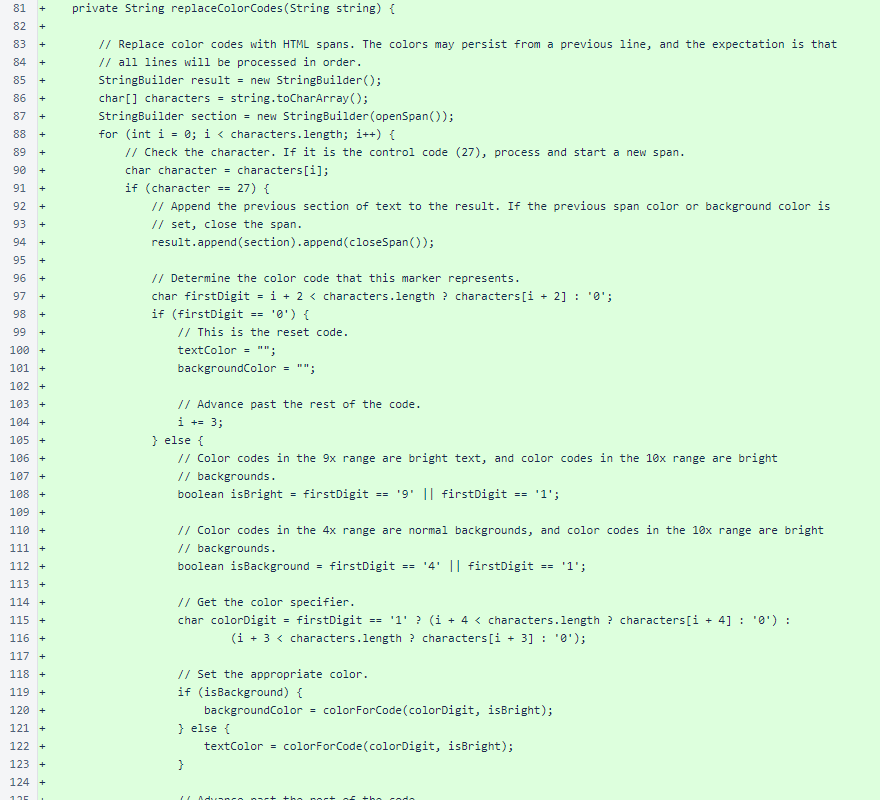 81 + private String replaceColorCodes(String string) {
82 +
83 + // Replace color codes with HTML spans. The colors may persist from a previous line, and the expectation is that
84 + // all lines will be processed in order.
85 + StringBuilder result = new StringBuilder();
86 + char[] characters = string.toCharArray();
87 + StringBuilder section = new StringBuilder(openSpan());
88 + for (int i = 0; i < characters.length; i++) {
89 + // Check the character. If it is the control code (27), process and start a new span.
90 + char character = characters[i];
91 + if (character == 27) {
92 + // Append the previous section of text to the result. If the previous span color or background color is
93 + // set, close the span.
94 + result.append(section).append(closeSpan());
95 +
96 + // Determine the color code that this marker represents.
97 + char firstDigit = i + 2 < characters.length ? characters[i + 2] : '0';
98 + if (firstDigit == '0') {
99 + // This is the reset code.
100 + textColor = "";
101 + backgroundColor = "";
102 +
103 + // Advance past the rest of the code.
104 + i += 3;
105 + } else {
106 + // Color codes in the 9x range are bright text, and color codes in the 10x range are bright
107 + // backgrounds.
108 + boolean isBright = firstDigit == '9' || firstDigit == '1';
109 +
110 + // Color codes in the 4x range are normal backgrounds, and color codes in the 10x range are bright
111 + // backgrounds.
112 + boolean isBackground = firstDigit == '4' || firstDigit == '1';
113 +
114 + // Get the color specifier.
115 + char colorDigit = firstDigit == '1' ? (i + 4 < characters.length ? characters[i + 4] : '0') :
116 + (i + 3 < characters.length ? characters[i + 3] : '0');
117 +
118 + // Set the appropriate color.
119 + if (isBackground) {
120 + backgroundColor = colorForCode(colorDigit, isBright);
121 + } else {
122 + textColor = colorForCode(colorDigit, isBright);
123 + }
124 +
125 + // Advance past the rest of the code.